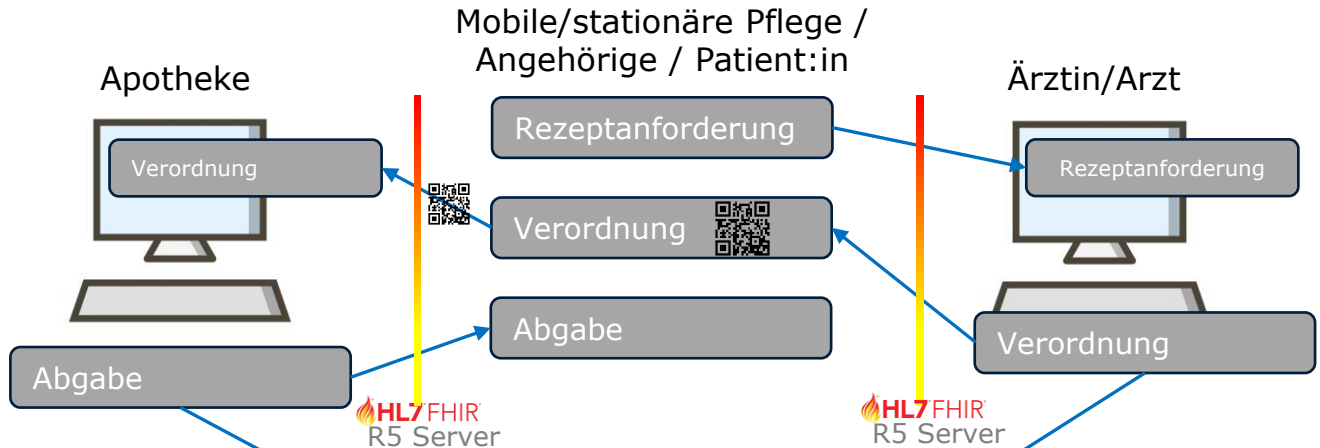 Mobile/stationäre Pflege /
Angehörige / Patient:in
Apotheke
Ärztin/Arzt
Rezeptanforderung
Verordnung
Rezeptanforderung
Verordnung
Abgabe
Verordnung
Abgabe
HL7 FHIR
R5 Server
HL7 FHIR
R5 Server